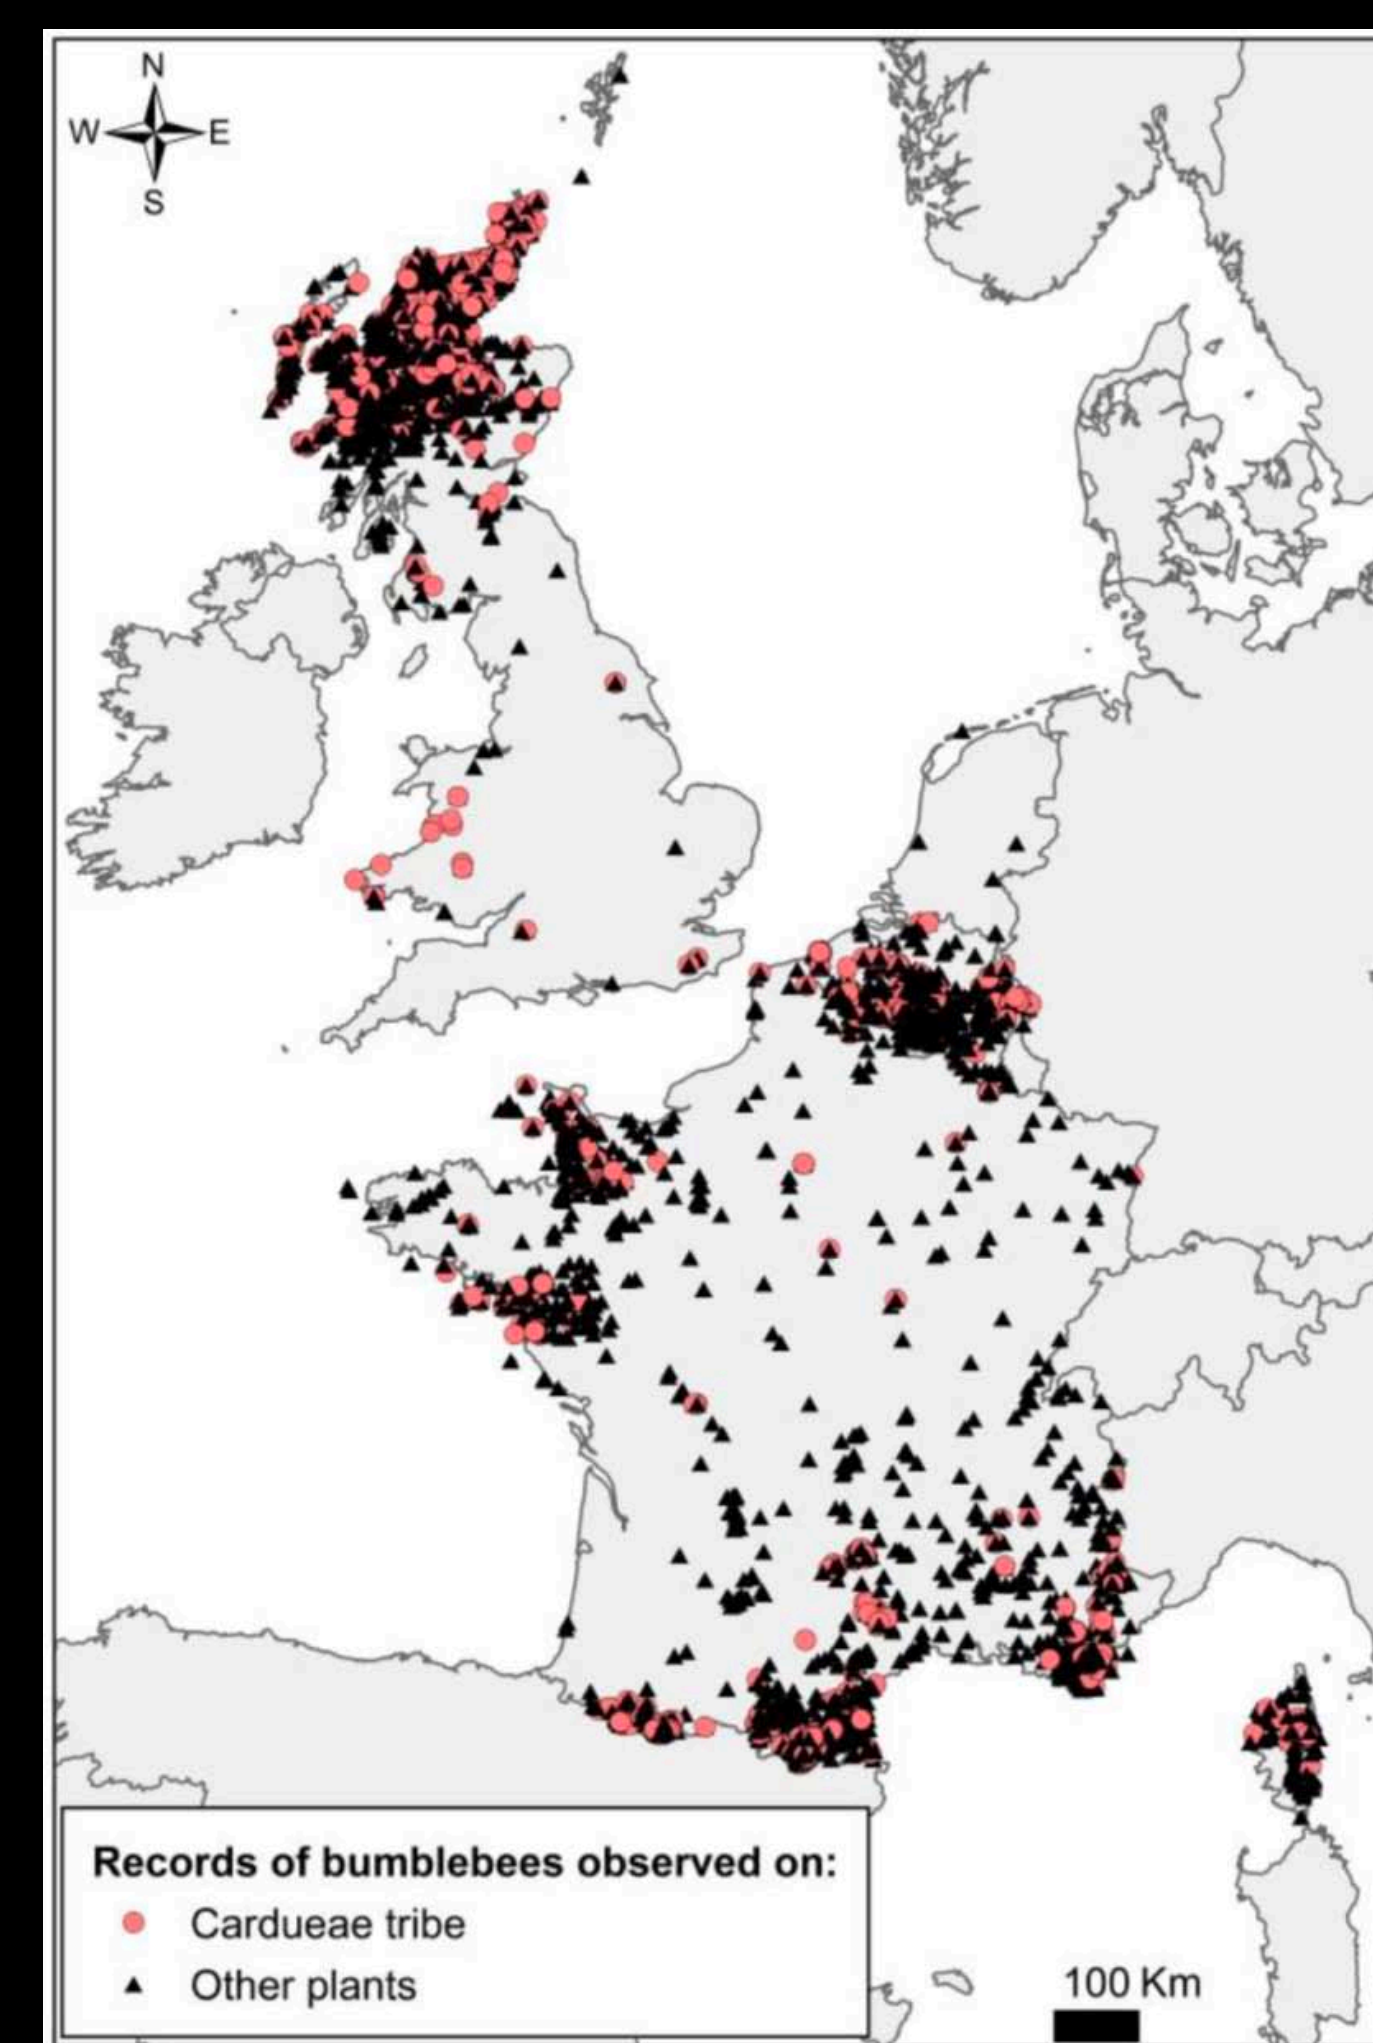 N
W E
S
Records of bumblebees observed on:
Cardueae tribe
Other plants
100 Km